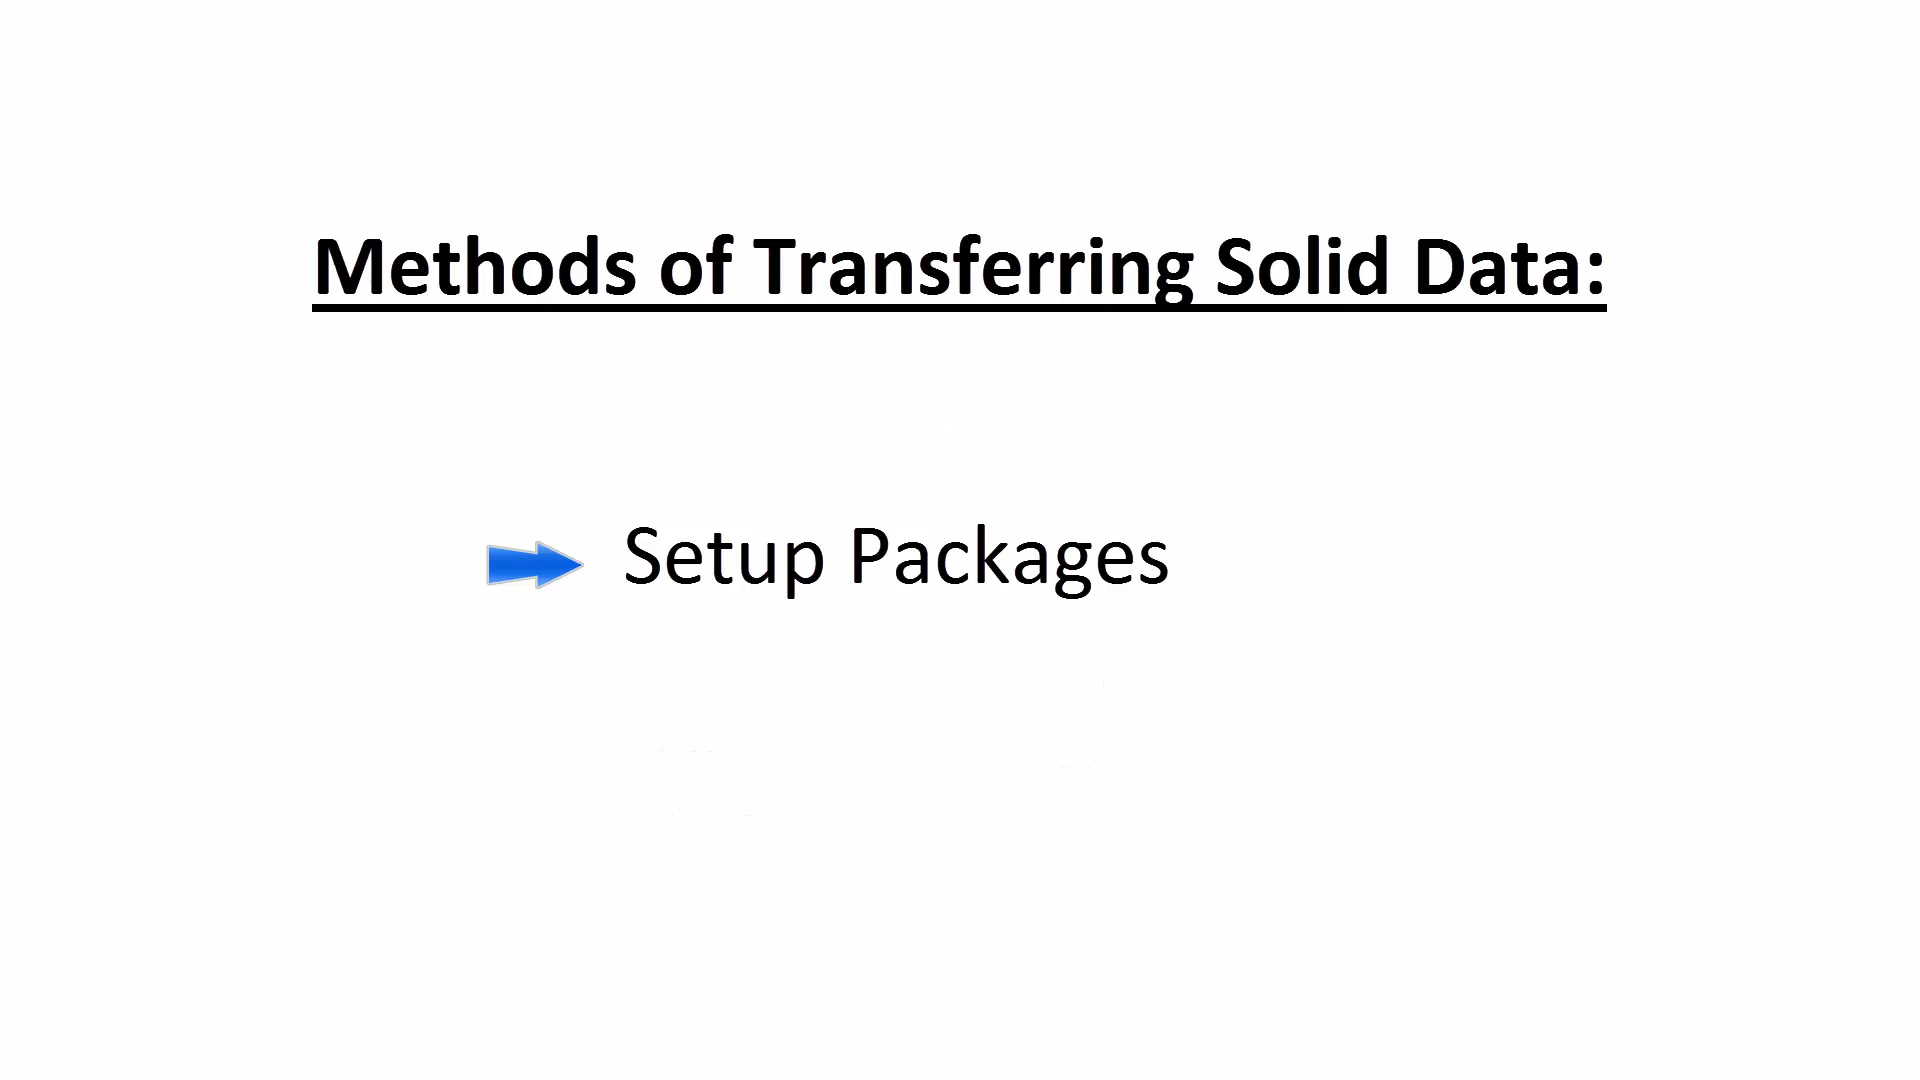 Methods of Transferring Solid Data:
Setup Packages